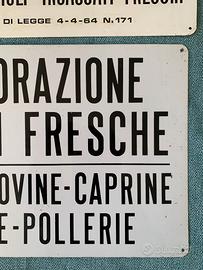 DI LEGGE 4-4-64 N.171
ORAZIONE
I FRESCHE
OVINE-CAPRINE
E-POLLERIE